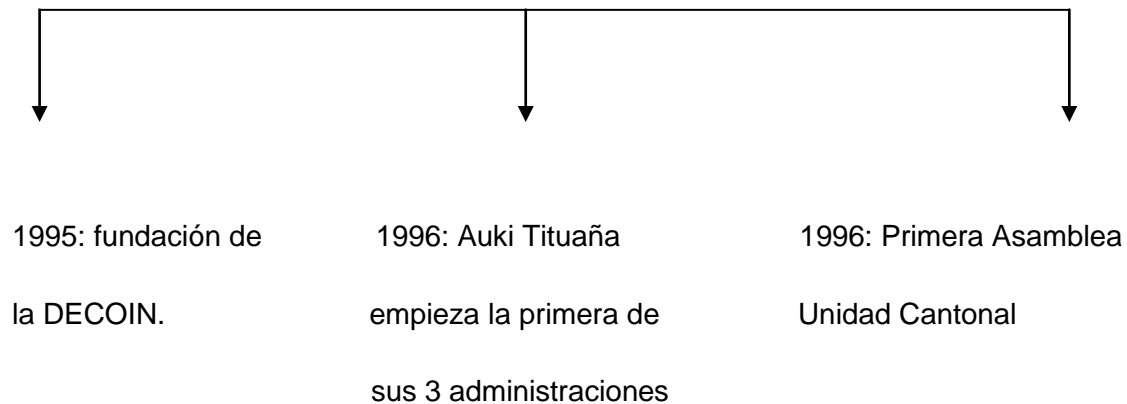 1995: fundación de
la DECOIN.
1996: Auki Tituaña
empieza la primera de
sus 3 administraciones
1996: Primera Asamblea
Unidad Cantonal